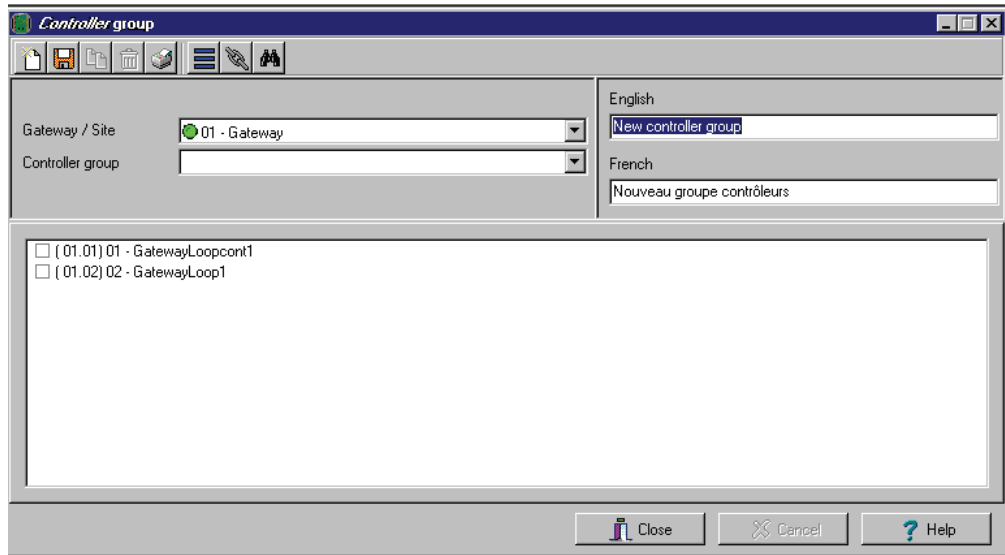 Controller group
English
Gateway / Site
01 - Gateway
New controller group
Controller group
French
Nouveau groupe contrôleurs
( 01.01) 01 - GatewayLoopcont1
( 01.02) 02 - GatewayLoop1
Close
Cancel
Help